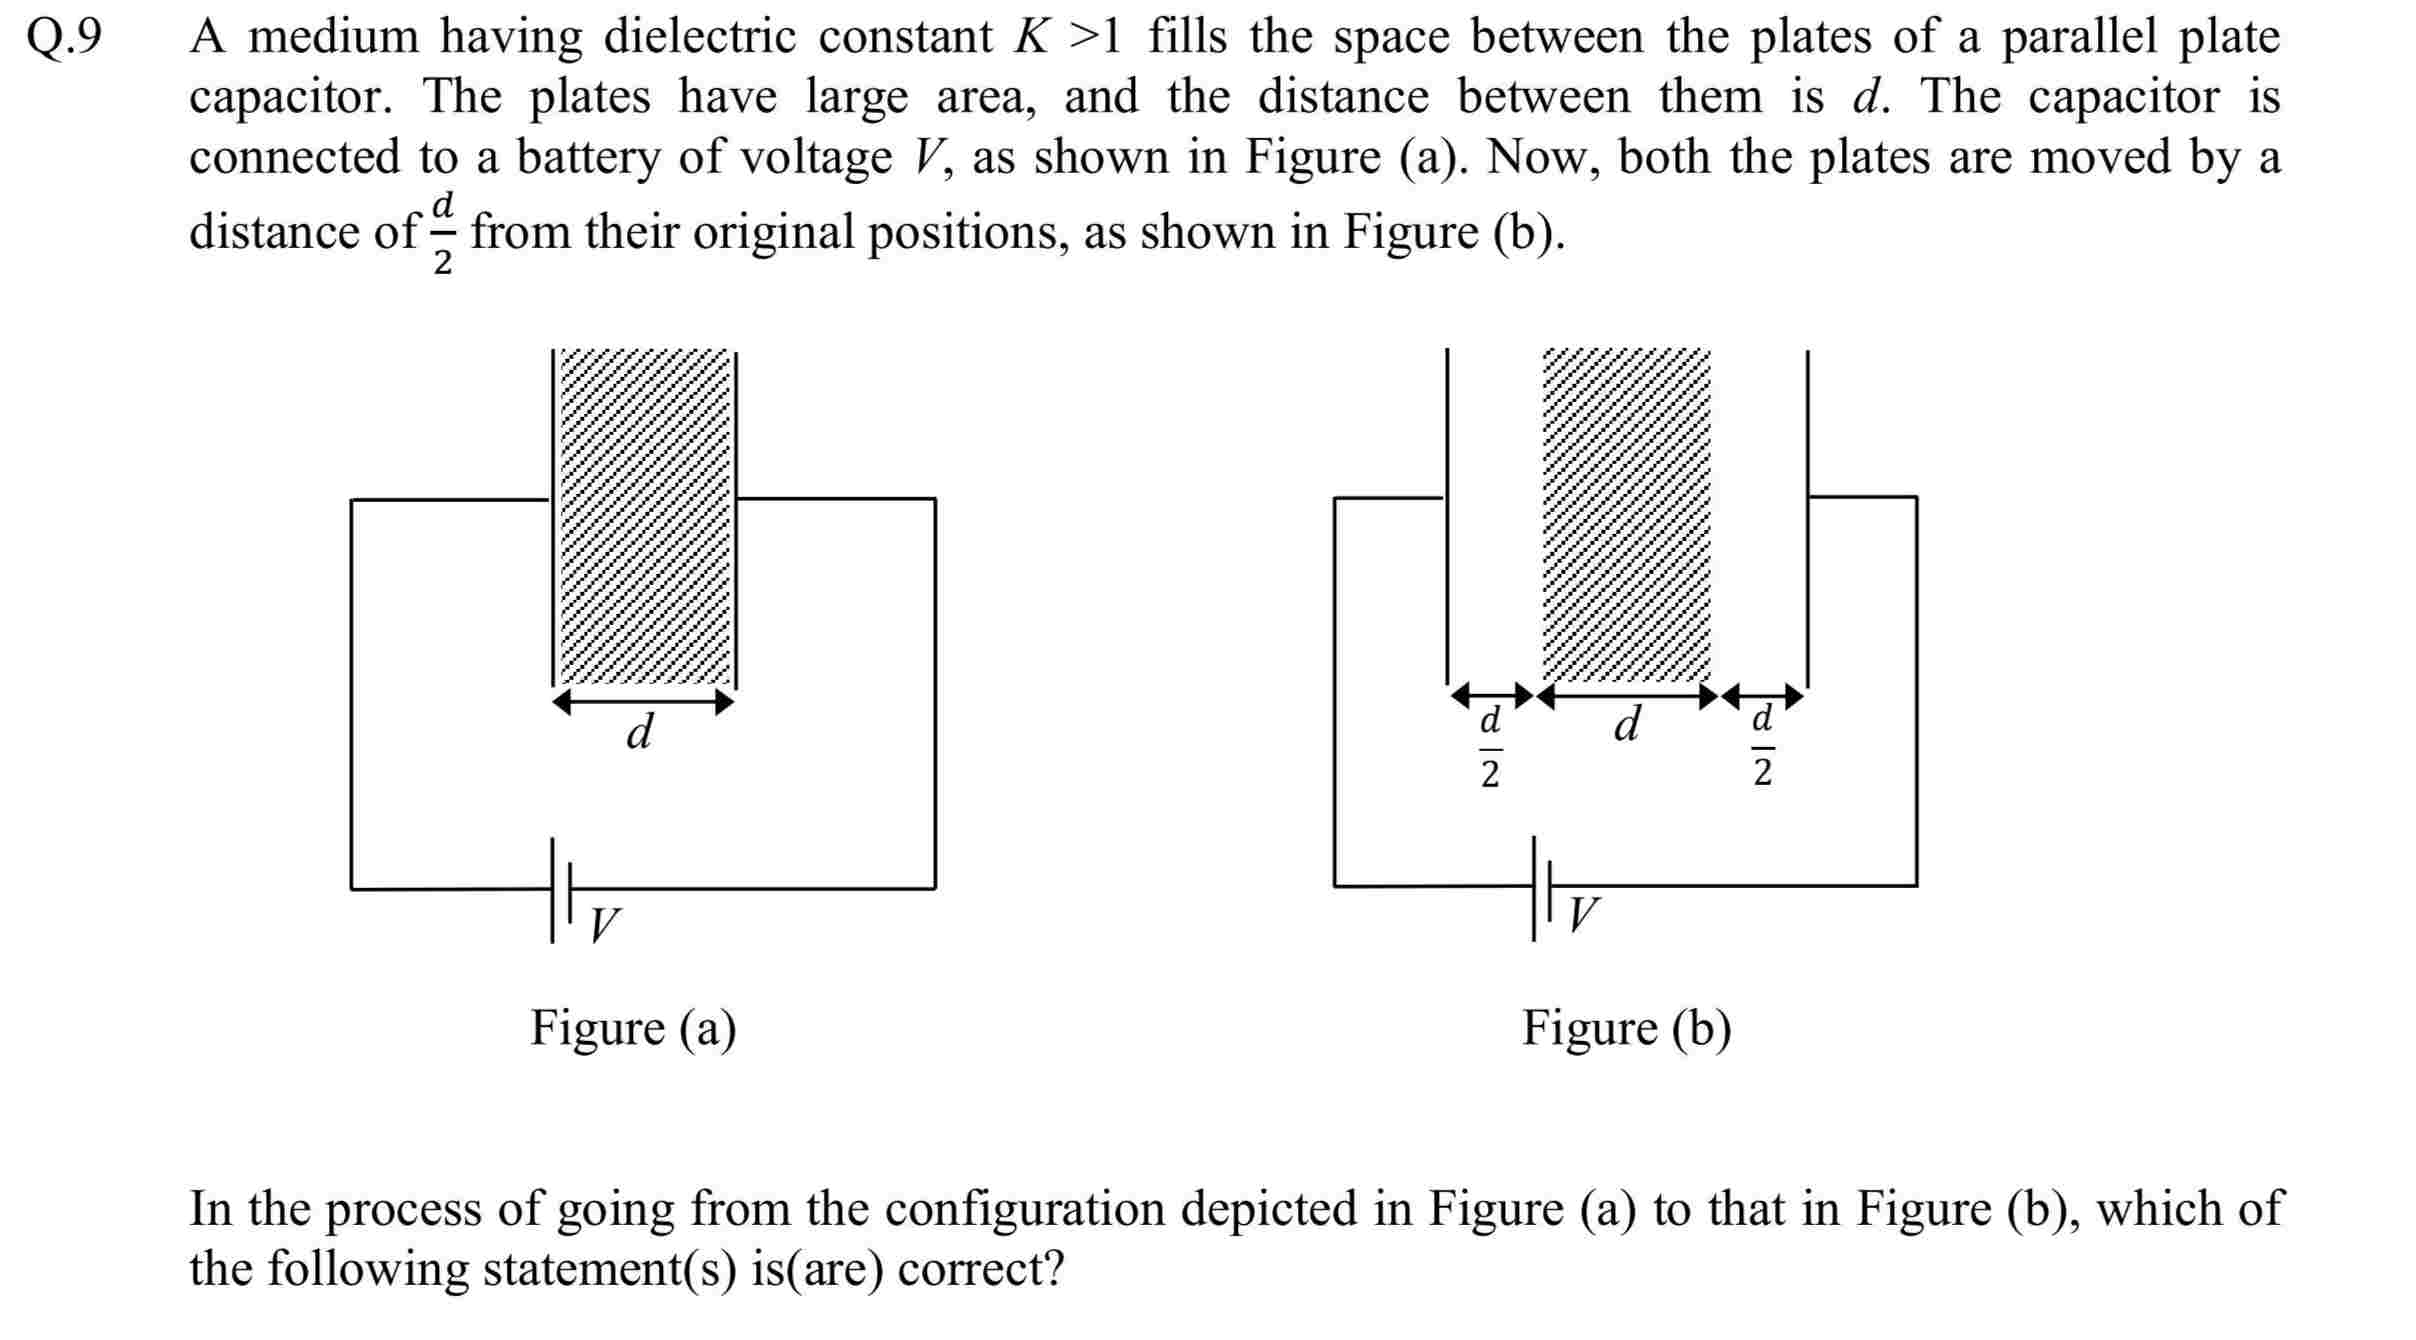 Q.9 A medium having dielectric constant K >1 fills the space between the plates of a parallel plate
capacitor. The plates have large area, and the distance between them is d. The capacitor is
connected to a battery of voltage V, as shown in Figure (a). Now, both the plates are moved by a
distance of d/2 from their original positions, as shown in Figure (b).
d
d/2 d d/2
V
V
Figure (a)
Figure (b)
In the process of going from the configuration depicted in Figure (a) to that in Figure (b), which of
the following statement(s) is(are) correct?